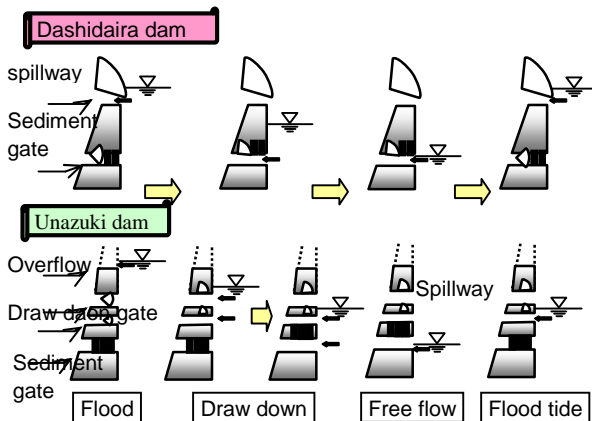 Dashidaira dam
spillway
Sediment
gate
Unazuki dam
Overflow
Spillway
Draw daen gate
Sediment
gate
Flood
Draw down
Free flow
Flood tide